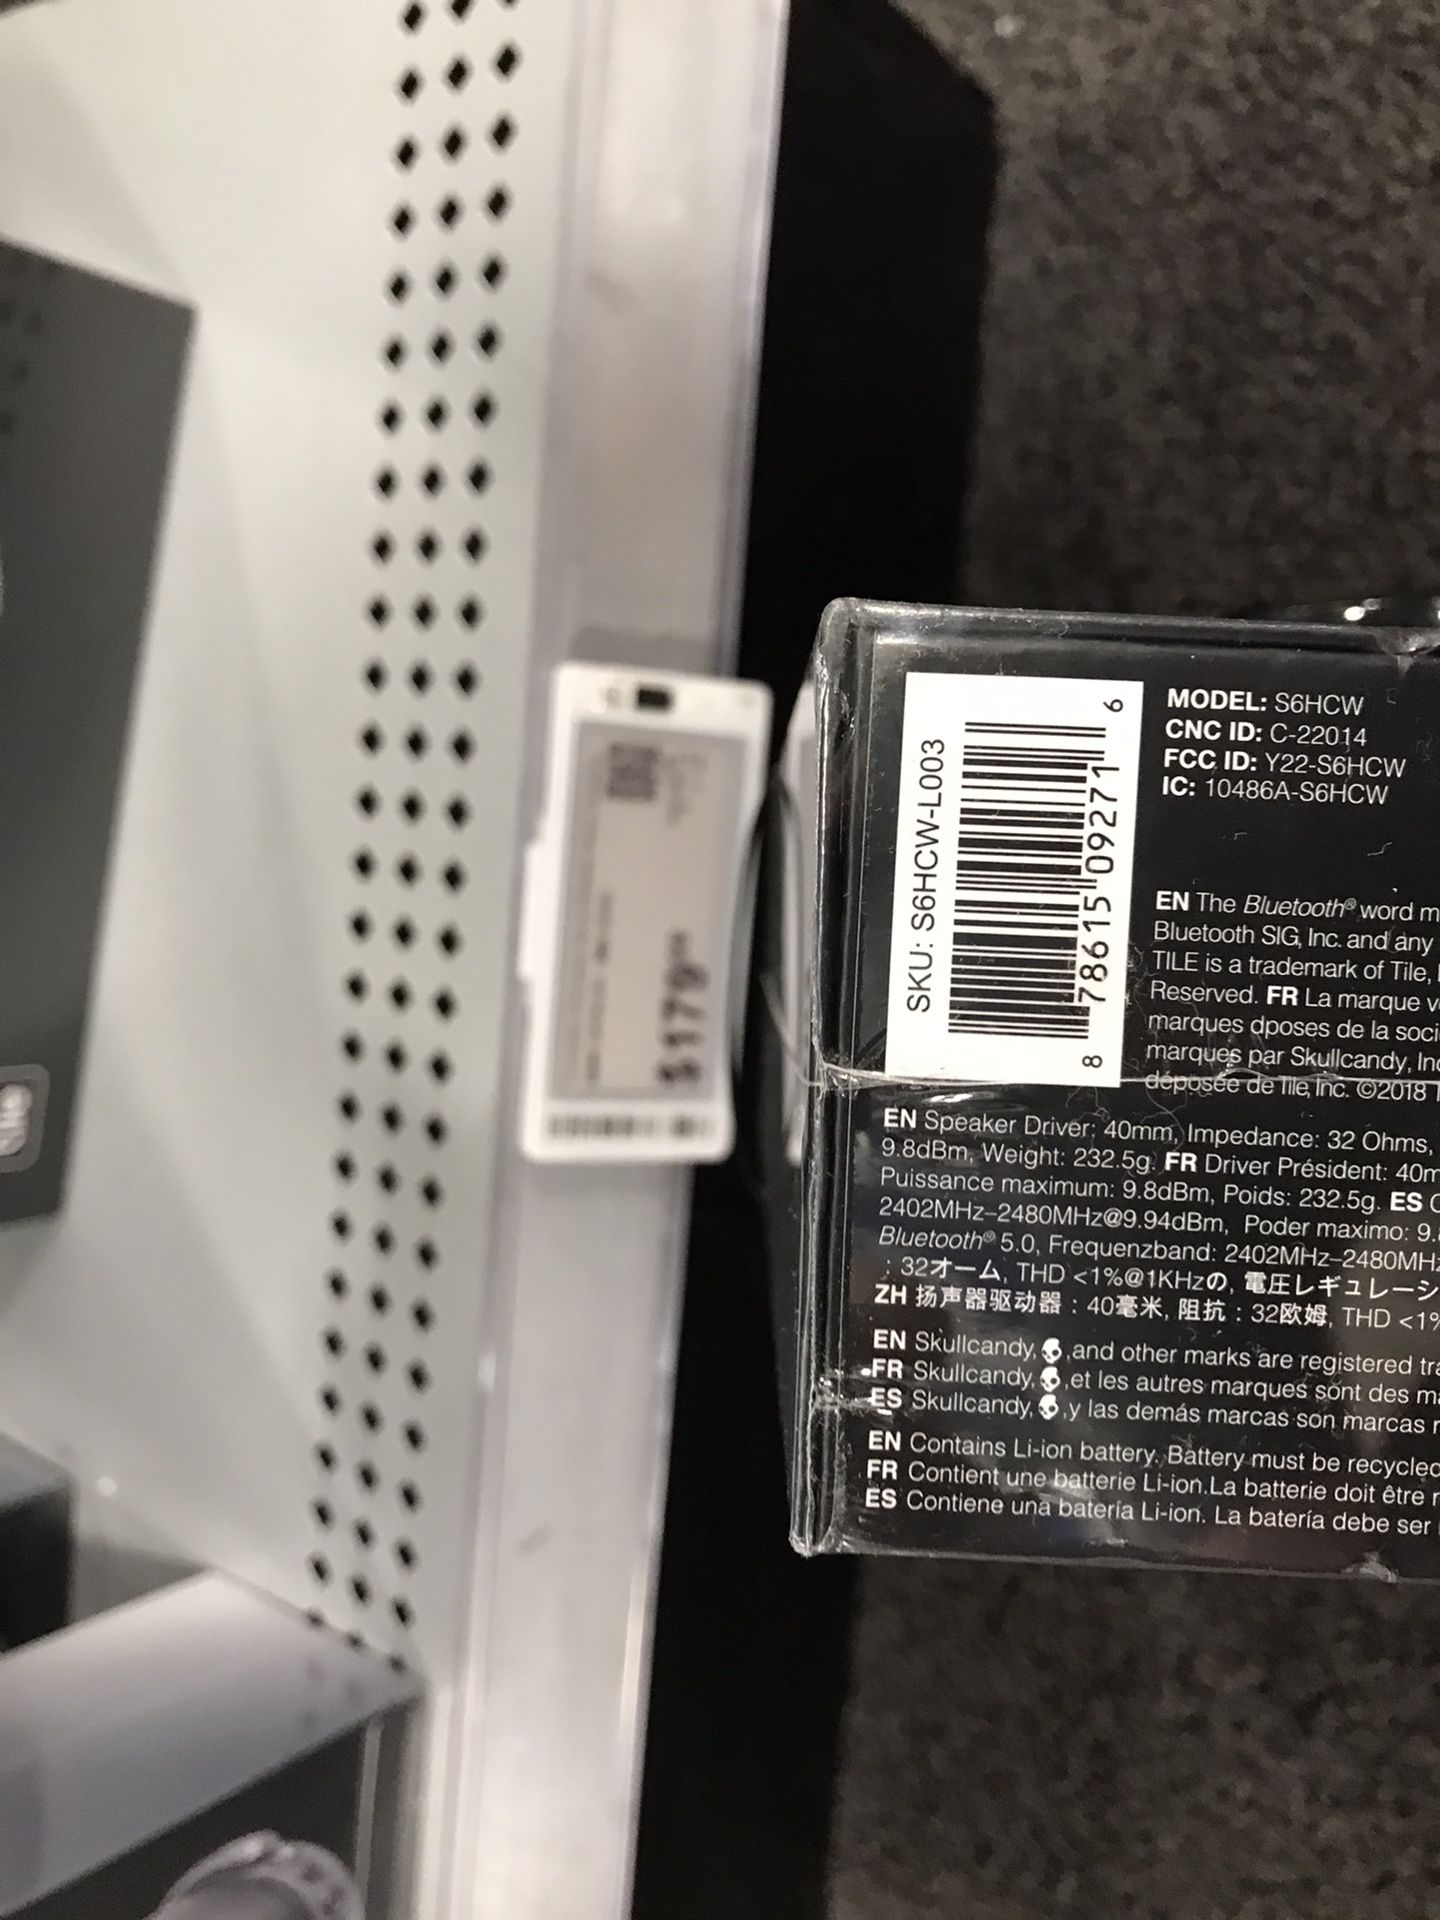 $179
SKU: S6HCW-L003
8 78615 09271 6
MODEL: S6HCW
CNC ID: C-22014
FCC ID: Y22-S6HCW
IC: 10486A-S6HCW
EN The Bluetooth® word m
Bluetooth SIG, Inc. and any
TILE is a trademark of Tile,
Reserved. FR La marque v
marques dposes de la soci
marques par Skullcandy, Inc
déposée de Tile, Inc. ©2018
EN Speaker Driver: 40mm, Impedance: 32 Ohms,
9.8dBm, Weight: 232.5g. FR Driver Président: 40m
Puissance maximum: 9.8dBm, Poids: 232.5g. ES
2402MHz–2480MHz@9.94dBm, Poder maximo: 9.
Bluetooth® 5.0, Frequenzband: 2402MHz–2480MHz
: 32オーム, THD <1%@1KHzの, 電圧レギュレーシ
ZH 扬声器驱动器 : 40毫米, 阻抗 : 32欧姆, THD <1%
EN Skullcandy, ,and other marks are registered tra
FR Skullcandy, ,et les autres marques sont des ma
ES Skullcandy, ,y las demás marcas son marcas r
EN Contains Li-ion battery. Battery must be recycled
FR Contient une batterie Li-ion.La batterie doit être r
ES Contiene una batería Li-ion. La batería debe ser